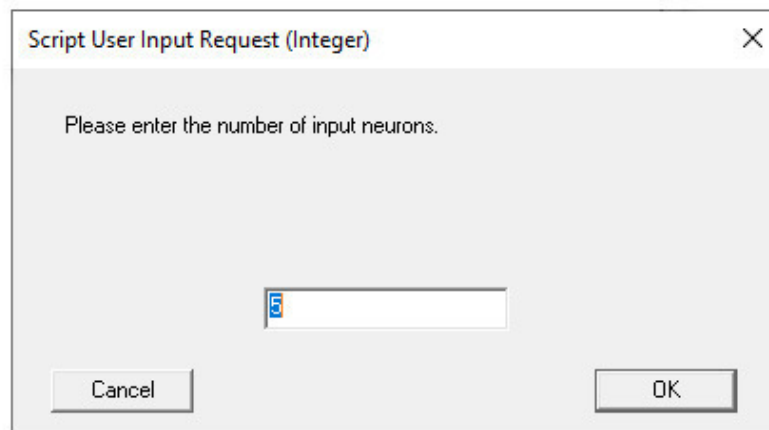 Script User Input Request (Integer)
Please enter the number of input neurons.
5
Cancel
OK